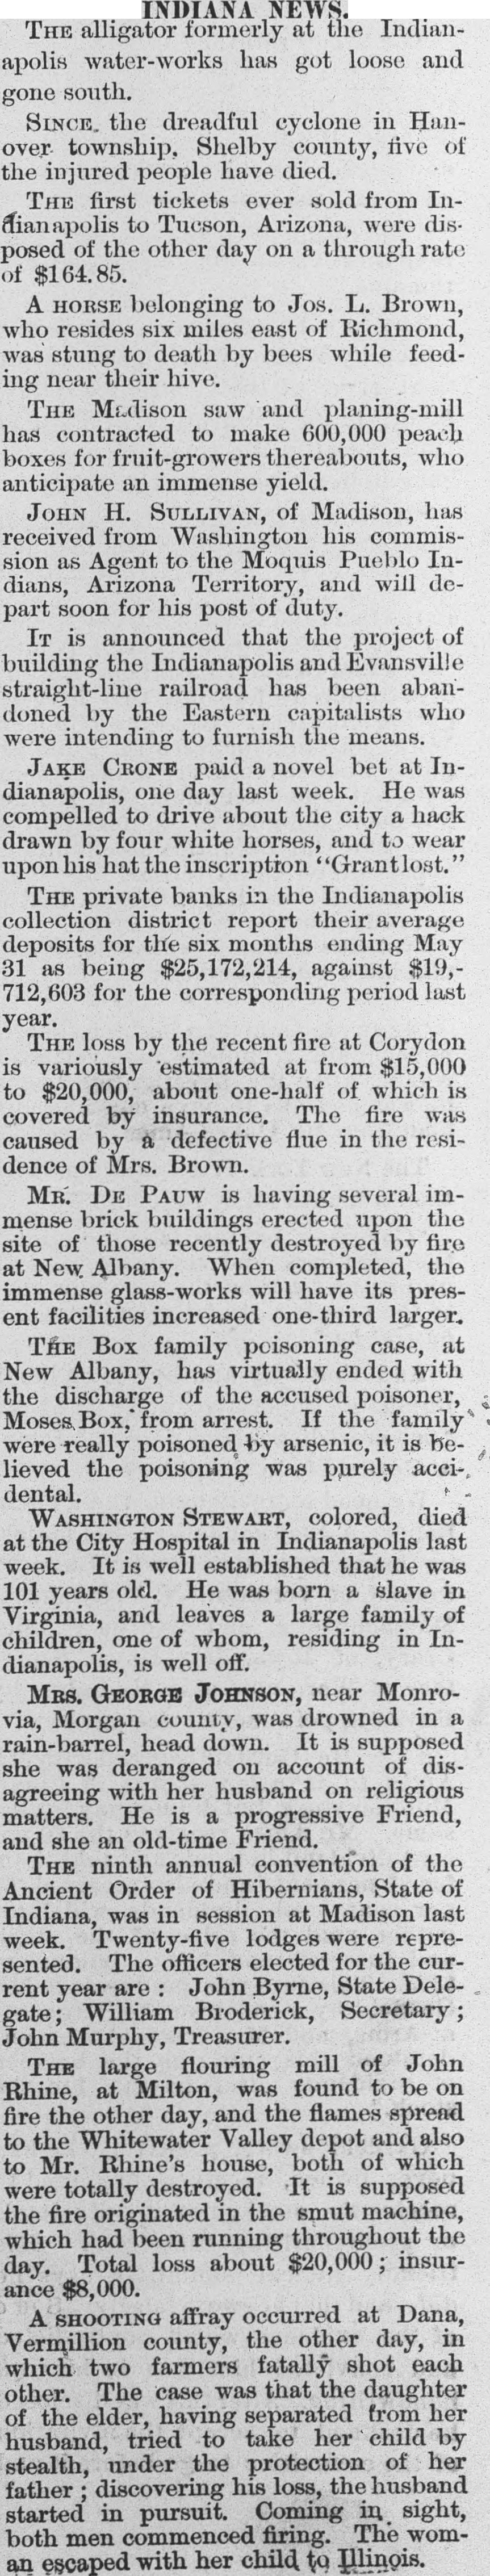 INDIANA NEWS.
THE alligator formerly at the Indian-
apolis water-works has got loose and
gone south.
SINCE the dreadful cyclone in Han-
over township, Shelby county, five of
the injured people have died.
THE first tickets ever sold from In-
dianapolis to Tucson, Arizona, were dis-
posed of the other day on a through rate
of $164.85.
A HORSE belonging to Jos. L. Brown,
who resides six miles east of Richmond,
was stung to death by bees while feed-
ing near their hive.
THE Madison saw and planing-mill
has contracted to make 600,000 peach
boxes for fruit-growers thereabouts, who
anticipate an immense yield.
JOHN H. SULLIVAN, of Madison, has
received from Washington his commis-
sion as Agent to the Moquis Pueblo In-
dians, Arizona Territory, and will de-
part soon for his post of duty.
IT is announced that the project of
building the Indianapolis and Evansville
straight-line railroad has been aban-
doned by the Eastern capitalists who
were intending to furnish the means.
JAKE CRONE paid a novel bet at In-
dianapolis, one day last week. He was
compelled to drive about the city a hack
drawn by four white horses, and to wear
upon his hat the inscription "Grant lost."
THE private banks in the Indianapolis
collection district report their average
deposits for the six months ending May
31 as being $25,172,214, against $19,-
712,603 for the corresponding period last
year.
THE loss by the recent fire at Corydon
is variously estimated at from $15,000
to $20,000, about one-half of which is
covered by insurance. The fire was
caused by a defective flue in the resi-
dence of Mrs. Brown.
MR. DE PAUW is having several im-
mense brick buildings erected upon the
site of those recently destroyed by fire
at New Albany. When completed, the
immense glass-works will have its pres-
ent facilities increased one-third larger.
THE Box family poisoning case, at
New Albany, has virtually ended with
the discharge of the accused poisoner,
Moses Box, from arrest. If the family
were really poisoned by arsenic, it is be-
lieved the poisoning was purely acci-
dental.
WASHINGTON STEWART, colored, died
at the City Hospital in Indianapolis last
week. It is well established that he was
101 years old. He was born a slave in
Virginia, and leaves a large family of
children, one of whom, residing in In-
dianapolis, is well off.
MRS. GEORGE JOHNSON, near Monro-
via, Morgan county, was drowned in a
rain-barrel, head down. It is supposed
she was deranged on account of dis-
agreeing with her husband on religious
matters. He is a progressive Friend,
and she an old-time Friend.
THE ninth annual convention of the
Ancient Order of Hibernians, State of
Indiana, was in session at Madison last
week. Twenty-five lodges were repre-
sented. The officers elected for the cur-
rent year are : John Byrne, State Dele-
gate; William Broderick, Secretary ;
John Murphy, Treasurer.
THE large flouring mill of John
Rhine, at Milton, was found to be on
fire the other day, and the flames spread
to the Whitewater Valley depot and also
to Mr. Rhine's house, both of which
were totally destroyed. It is supposed
the fire originated in the smut machine,
which had been running throughout the
day. Total loss about $20,000 ; insur-
ance $8,000.
A SHOOTING affray occurred at Dana,
Vermillion county, the other day, in
which two farmers fatally shot each
other. The case was that the daughter
of the elder, having separated from her
husband, tried to take her child by
stealth, under the protection of her
father ; discovering his loss, the husband
started in pursuit. Coming in sight,
both men commenced firing. The wom-
an escaped with her child to Illinois.